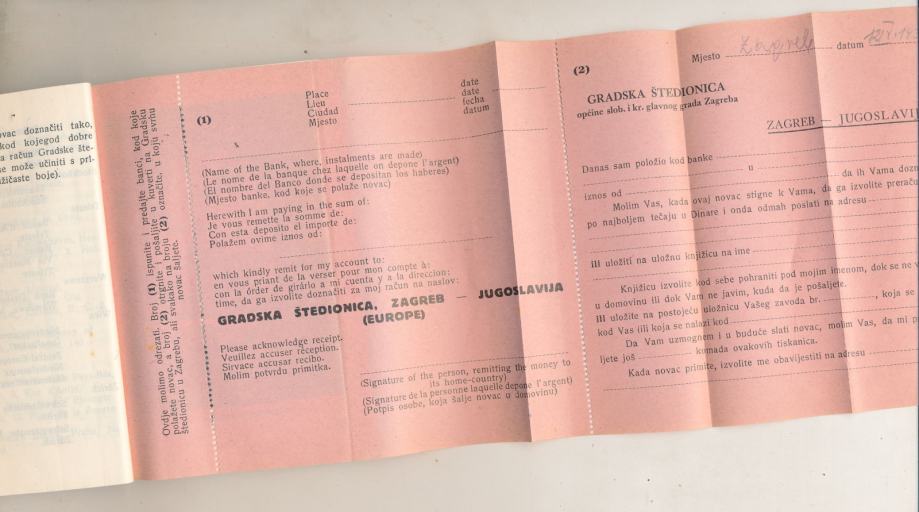 ovac doznačiti tako,
kod kojegod dobre
a račun Gradske šte-
se može učiniti s pri-
žičaste boje).
Ovdje molimo odrezati. Broj (1) ispunite i predajte banci, kod koje
polažete novac, a broj (2) otrgnite i pošaljite u kuverti na Gradsku
štedionicu u Zagrebu, ali svakako na broju (2) označite, u koju svrhu
novac šaljete.
(1)
Place
Lieu
Ciudad
Mjesto
date
date
fecha
datum
(Name of the Bank, where, instalments are made)
(Le nome de la banque chez laquelle on depone l'argent)
(El nombre del Banco donde se depositan los haberes)
(Mjesto banke, kod koje se polaže novac)
Herewith I am paying in the sum of:
Je vous remette la somme de:
Con esta deposito el importe de:
Polažem ovime iznos od:
which kindly remit for my account to:
en vous priant de la verser pour mon compte à:
con la órder de girárlo a mi cuenta y a la direccion:
time, da ga izvolite doznačiti za moj račun na naslov:
GRADSKA ŠTEDIONICA, ZAGREB — JUGOSLAVIJA
(EUROPE)
Please acknowledge receipt.
Veuillez accuser réception.
Sirvace accusar recibo.
Molim potvrdu primitka.
(Signature of the person, remitting the money to
its home-country)
(Signature de la personne laquelle depone l'argent)
(Potpis osobe, koja šalje novac u domovinu)
(2)
Mjesto Zagreb datum
GRADSKA ŠTEDIONICA
općine slob. i kr. glavnog grada Zagreba
ZAGREB — JUGOSLAVI
Danas sam položio kod banke
u
iznos od da ih Vama dozn
Molim Vas, kada ovaj novac stigne k Vama, da ga izvolite preraču
po najboljem tečaju u Dinare i onda odmah poslati na adresu
III uložiti na uložnu knjižicu na ime
Knjižicu izvolite kod sebe pohraniti pod mojim imenom, dok se ne v
u domovinu ili dok Vam ne javim, kuda da je pošaljete.
III uložite na postojeću uložnicu Vašeg zavoda br. , koja se
kod Vas (ili koja se nalazi kod
Da Vam uzmognem i u buduće slati novac, molim Vas, da mi p
ljete još komada ovakovih tiskanica.
Kada novac primite, izvolite me obavijestiti na adresu